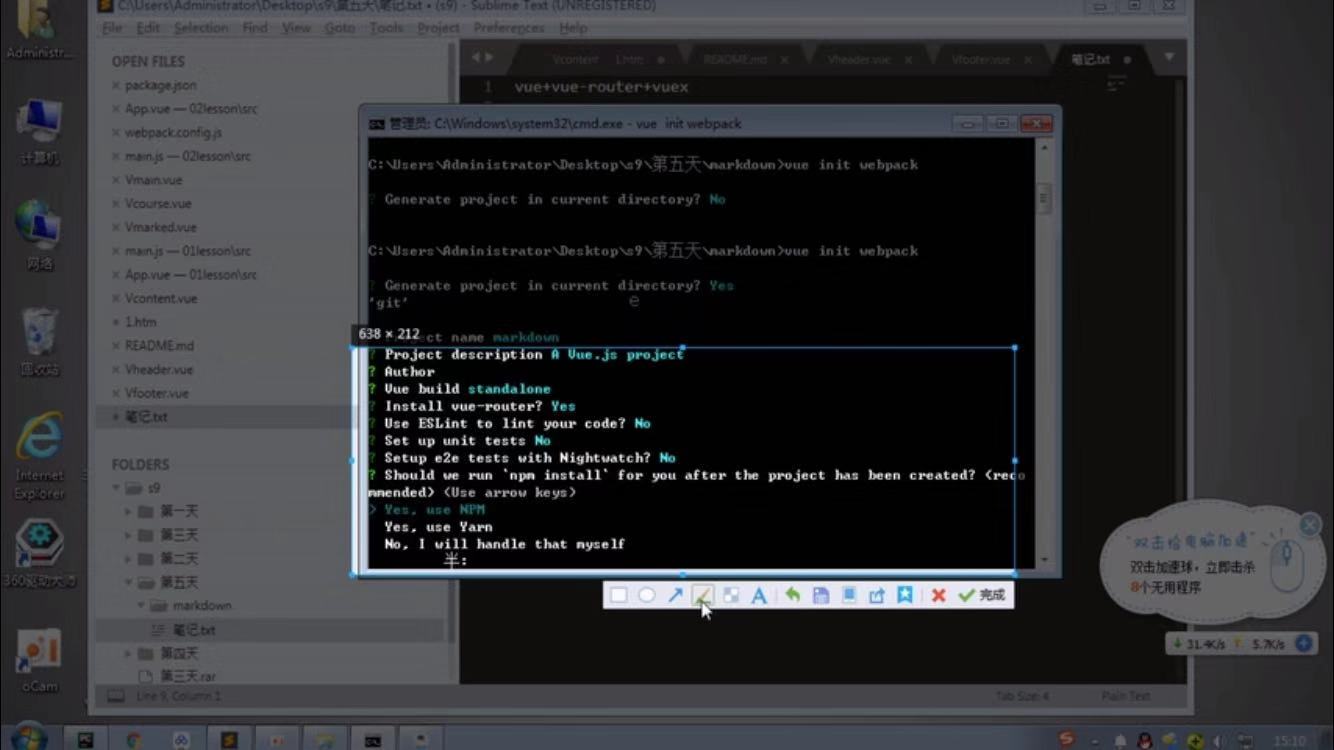 C:\Users\Administrator\Desktop\s9\第五天\笔记.txt • (s9) - Sublime Text (UNREGISTERED)
File Edit Selection Find View Goto Tools Project Preferences Help
Administr...
计算机
网络
回收站
Internet Explorer
360驱动大师
oCam
OPEN FILES
package.json
App.vue — 02lesson\src
webpack.config.js
main.js — 02lesson\src
Vmain.vue
Vcourse.vue
Vmarked.vue
main.js — 01lesson\src
App.vue — 01lesson\src
Vcontent.vue
1.htm
README.md
Vheader.vue
Vfooter.vue
笔记.txt
FOLDERS
s9
第一天
第三天
第二天
第五天
markdown
笔记.txt
第四天
第三天.rar
Vcontent 1.htm README.md Vheader.vue Vfooter.vue 笔记.txt
1 vue+vue-router+vuex
管理员: C:\Windows\system32\cmd.exe - vue init webpack
C:\Users\Administrator\Desktop\s9\第五天\markdown>vue init webpack
? Generate project in current directory? No
C:\Users\Administrator\Desktop\s9\第五天\markdown>vue init webpack
? Generate project in current directory? Yes
'git'
638 × 212
ject name markdown
? Project description A Vue.js project
? Author
? Vue build standalone
? Install vue-router? Yes
? Use ESLint to lint your code? No
? Set up unit tests No
? Setup e2e tests with Nightwatch? No
? Should we run `npm install` for you after the project has been created? (reco
mmended) (Use arrow keys)
> Yes, use NPM
Yes, use Yarn
No, I will handle that myself
半:
完成
"双击给电脑加速"
双击加速球，立即击杀
8个无用程序
31.4K/s 5.7K/s
Line 9, Column 1 Tab Size: 4 Plain Text
15:10